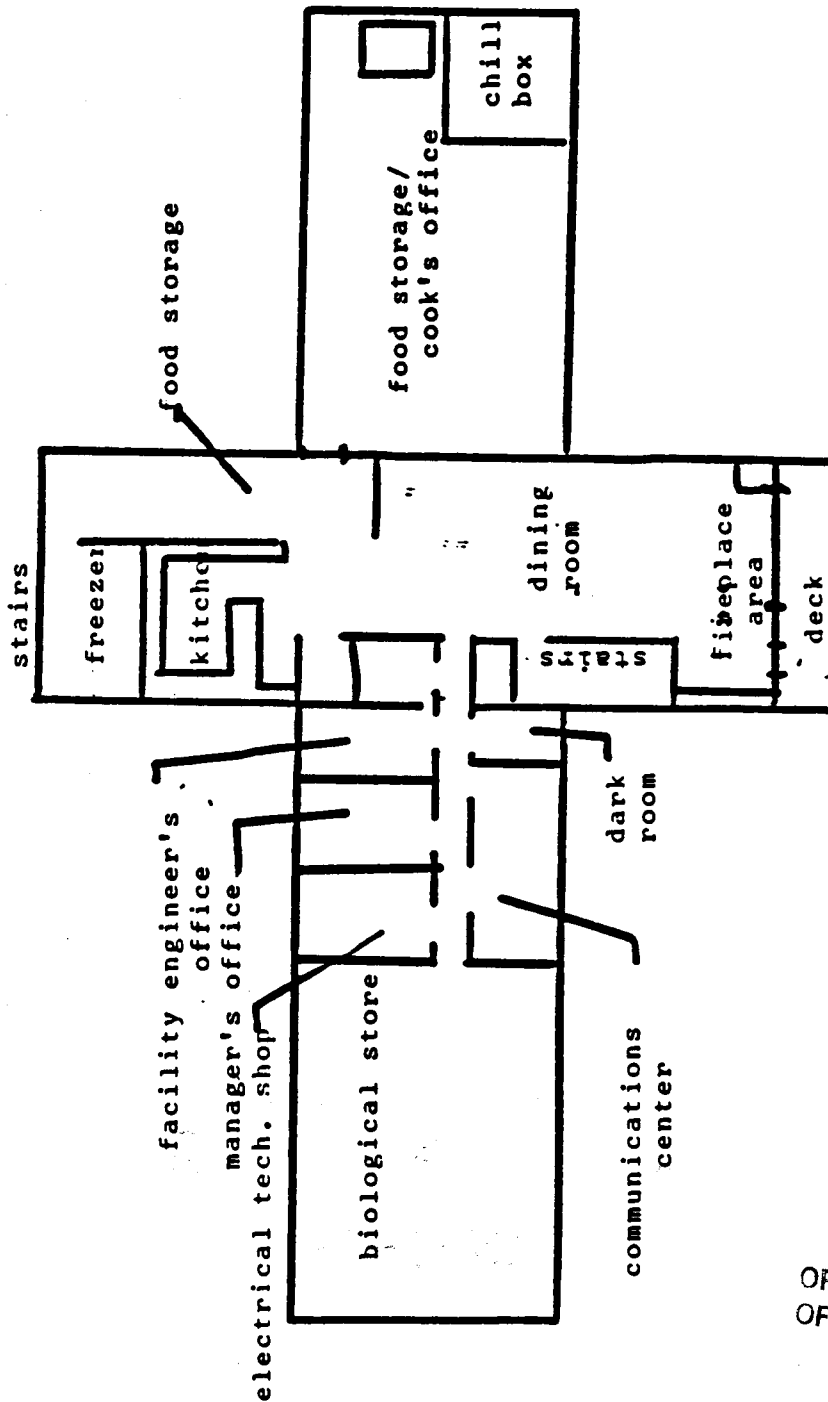 stairs
freezer
kitchen
food storage
food storage/
cook's office
chill
box
facility engineer's
office
manager's office
electrical tech. shop
biological store
communications
center
dark
room
stairs
dining
room
fireplace
area
deck